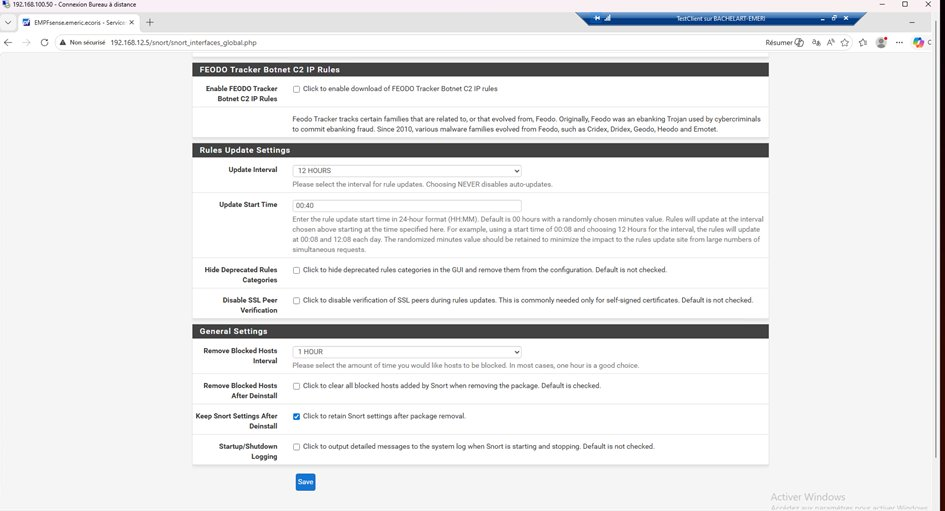 192.168.100.50 - Connexion Bureau à distance
TestClient sur BACHELART-EMERI
EMPfsense.emeric.ecoris - Service
Non sécurisé 192.168.12.5/snort/snort_interfaces_global.php
Résumer
FEODO Tracker Botnet C2 IP Rules
Enable FEODO Tracker
Botnet C2 IP Rules
Click to enable download of FEODO Tracker Botnet C2 IP rules
Feodo Tracker tracks certain families that are related to, or that evolved from, Feodo. Originally, Feodo was an ebanking Trojan used by cybercriminals
to commit ebanking fraud. Since 2010, various malware families evolved from Feodo, such as Cridex, Dridex, Geodo, Heodo and Emotet.
Rules Update Settings
Update Interval
12 HOURS
Please select the interval for rule updates. Choosing NEVER disables auto-updates.
Update Start Time
00:40
Enter the rule update start time in 24-hour format (HH:MM). Default is 00 hours with a randomly chosen minutes value. Rules will update at the interval
chosen above starting at the time specified here. For example, using a start time of 00:08 and choosing 12 Hours for the interval, the rules will update
at 00:08 and 12:08 each day. The randomized minutes value should be retained to minimize the impact to the rules update site from large numbers of
simultaneous requests.
Hide Deprecated Rules
Categories
Click to hide deprecated rules categories in the GUI and remove them from the configuration. Default is not checked.
Disable SSL Peer
Verification
Click to disable verification of SSL peers during rules updates. This is commonly needed only for self-signed certificates. Default is not checked.
General Settings
Remove Blocked Hosts
Interval
1 HOUR
Please select the amount of time you would like hosts to be blocked. In most cases, one hour is a good choice.
Remove Blocked Hosts
After Deinstall
Click to clear all blocked hosts added by Snort when removing the package. Default is checked.
Keep Snort Settings After
Deinstall
Click to retain Snort settings after package removal.
Startup/Shutdown
Logging
Click to output detailed messages to the system log when Snort is starting and stopping. Default is not checked.
Save
Activer Windows
Accédez aux paramètres pour activer Windows.